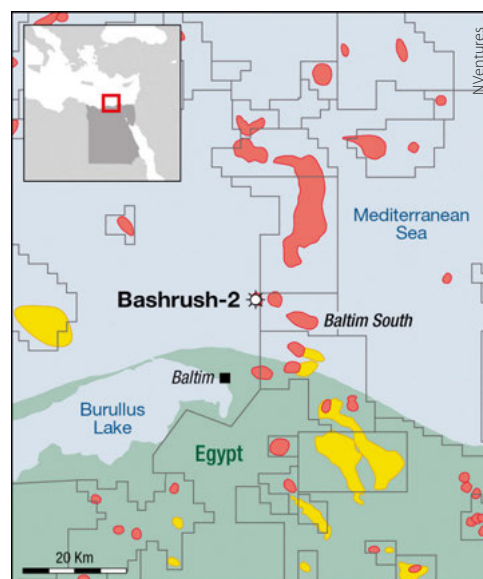 NVentures
Mediterranean
Sea
Bashrush-2
Baltim South
Baltim
Burullus
Lake
Egypt
20 Km